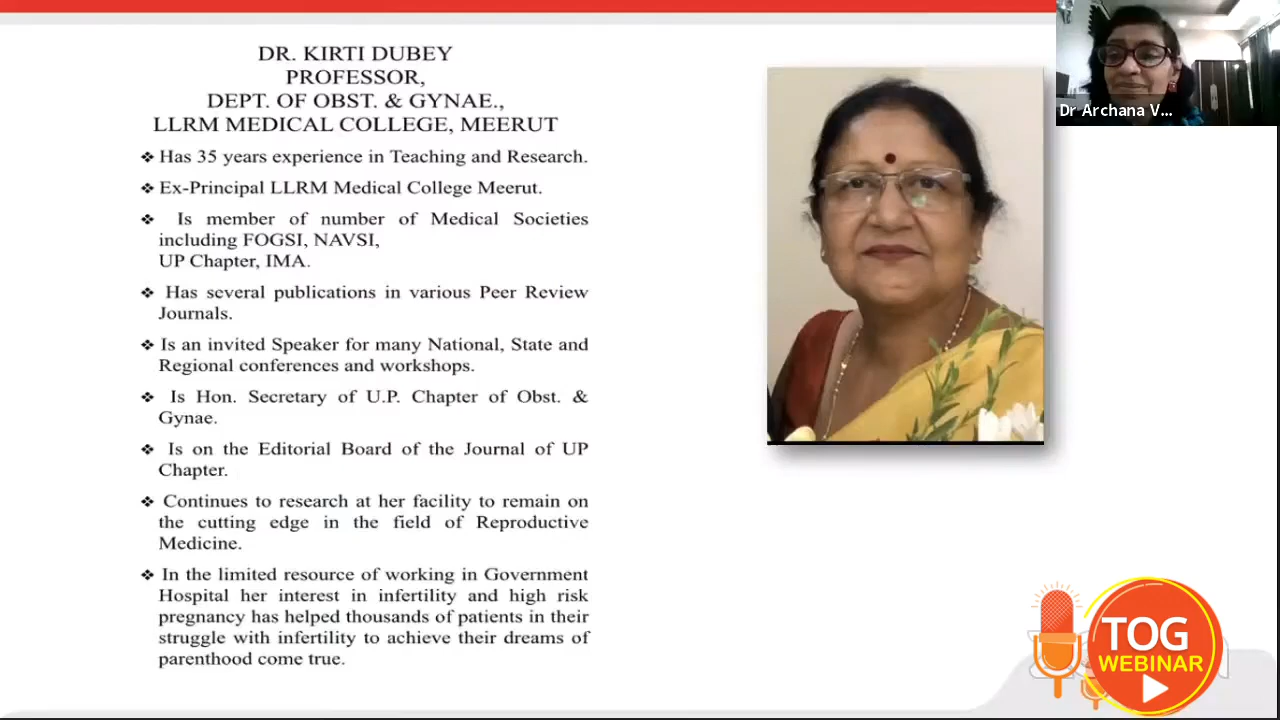 DR. KIRTI DUBEY
PROFESSOR,
DEPT. OF OBST. & GYNAE.,
LLRM MEDICAL COLLEGE, MEERUT
❖ Has 35 years experience in Teaching and Research.
❖ Ex-Principal LLRM Medical College Meerut.
❖ Is member of number of Medical Societies
including FOGSI, NAVSI,
UP Chapter, IMA.
❖ Has several publications in various Peer Review
Journals.
❖ Is an invited Speaker for many National, State and
Regional conferences and workshops.
❖ Is Hon. Secretary of U.P. Chapter of Obst. &
Gynae.
❖ Is on the Editorial Board of the Journal of UP
Chapter.
❖ Continues to research at her facility to remain on
the cutting edge in the field of Reproductive
Medicine.
❖ In the limited resource of working in Government
Hospital her interest in infertility and high risk
pregnancy has helped thousands of patients in their
struggle with infertility to achieve their dreams of
parenthood come true.
Dr Archana V...
TOG
WEBINAR